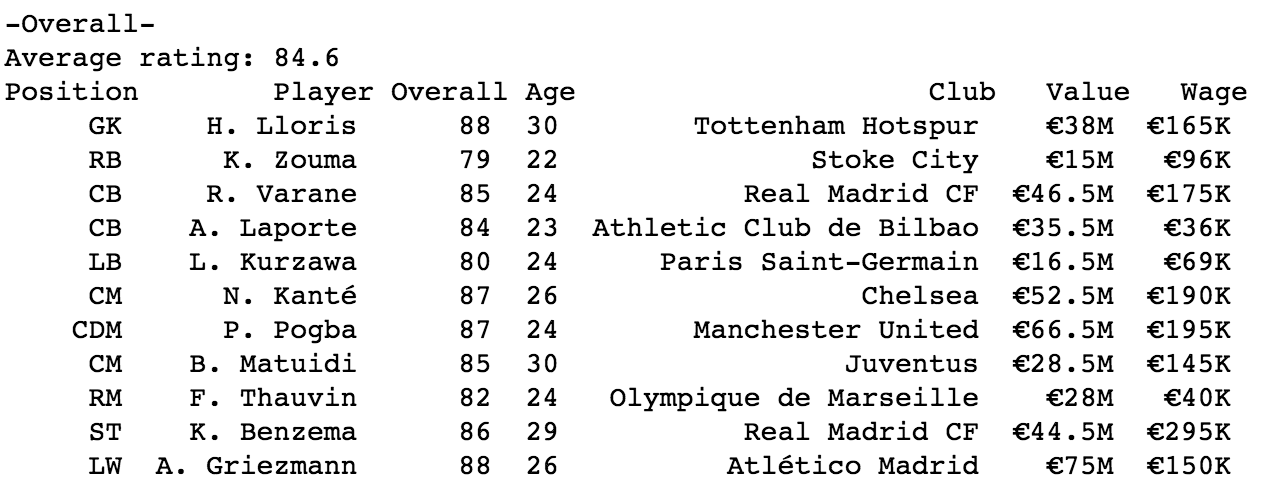 -Overall-
Average rating: 84.6
Position Player Overall Age Club Value Wage
GK H. Lloris 88 30 Tottenham Hotspur €38M €165K
RB K. Zouma 79 22 Stoke City €15M €96K
CB R. Varane 85 24 Real Madrid CF €46.5M €175K
CB A. Laporte 84 23 Athletic Club de Bilbao €35.5M €36K
LB L. Kurzawa 80 24 Paris Saint-Germain €16.5M €69K
CM N. Kanté 87 26 Chelsea €52.5M €190K
CDM P. Pogba 87 24 Manchester United €66.5M €195K
CM B. Matuidi 85 30 Juventus €28.5M €145K
RM F. Thauvin 82 24 Olympique de Marseille €28M €40K
ST K. Benzema 86 29 Real Madrid CF €44.5M €295K
LW A. Griezmann 88 26 Atlético Madrid €75M €150K